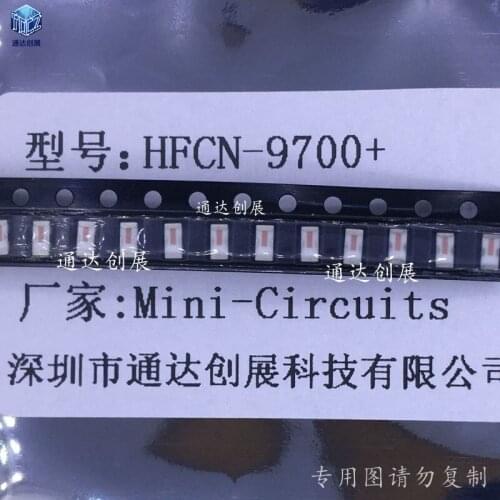 通达创展
型号:HFCN-9700+
通达创展
通达创展
通达创展
厂家:Mini-Circuits
深圳市通达创展科技有限公司
专用图请勿复制